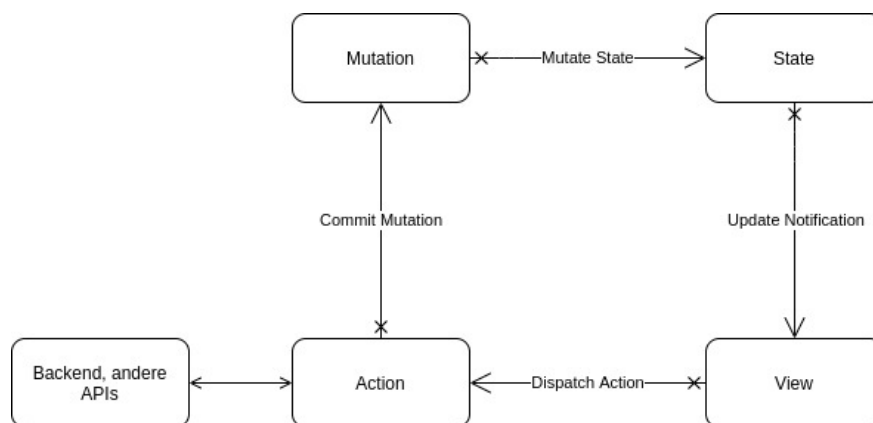 Mutation
Mutate State
State
Commit Mutation
Update Notification
Backend, andere
APIs
Action
Dispatch Action
View